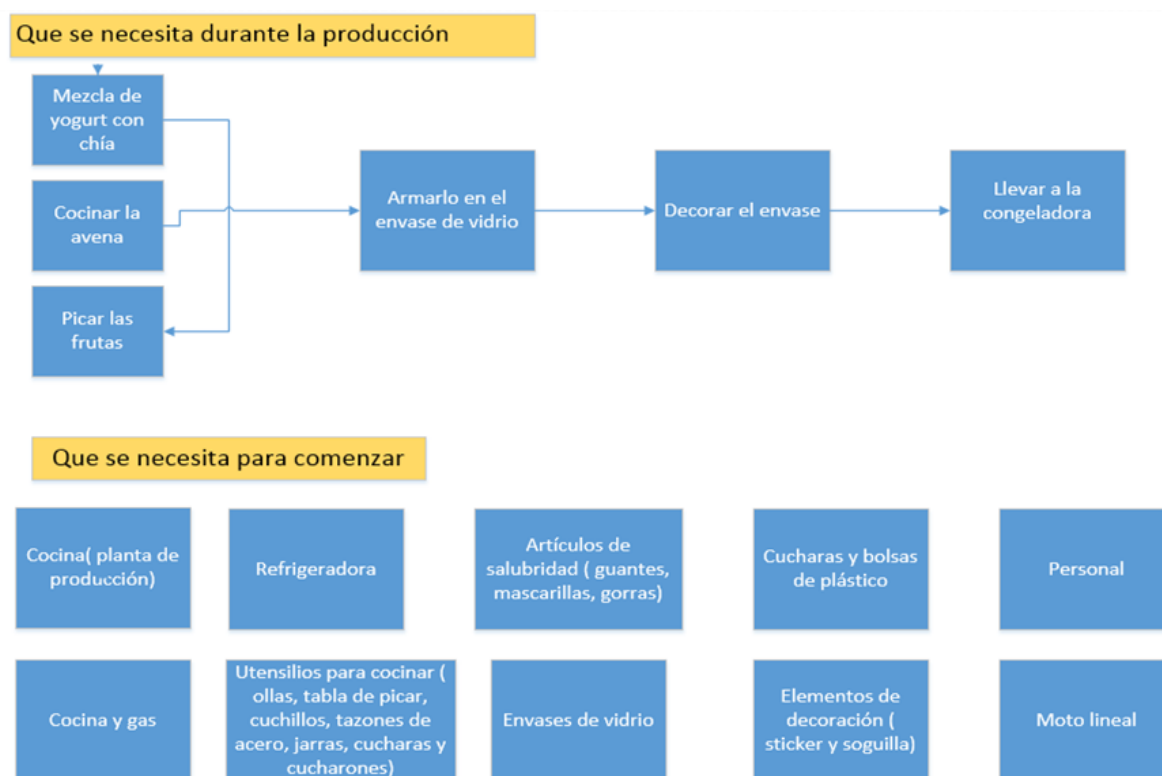 Que se necesita durante la producción
Mezcla de
yogurt con
chía
Cocinar la
avena
Picar las
frutas
Armarlo en el
envase de vidrio
Decorar el envase
Llevar a la
congeladora
Que se necesita para comenzar
Cocina( planta de
producción)
Refrigeradora
Artículos de
salubridad ( guantes,
mascarillas, gorras)
Cucharas y bolsas
de plástico
Personal
Cocina y gas
Utensilios para cocinar (
ollas, tabla de picar,
cuchillos, tazones de
acero, jarras, cucharas y
cucharones)
Envases de vidrio
Elementos de
decoración (
sticker y soguilla)
Moto lineal